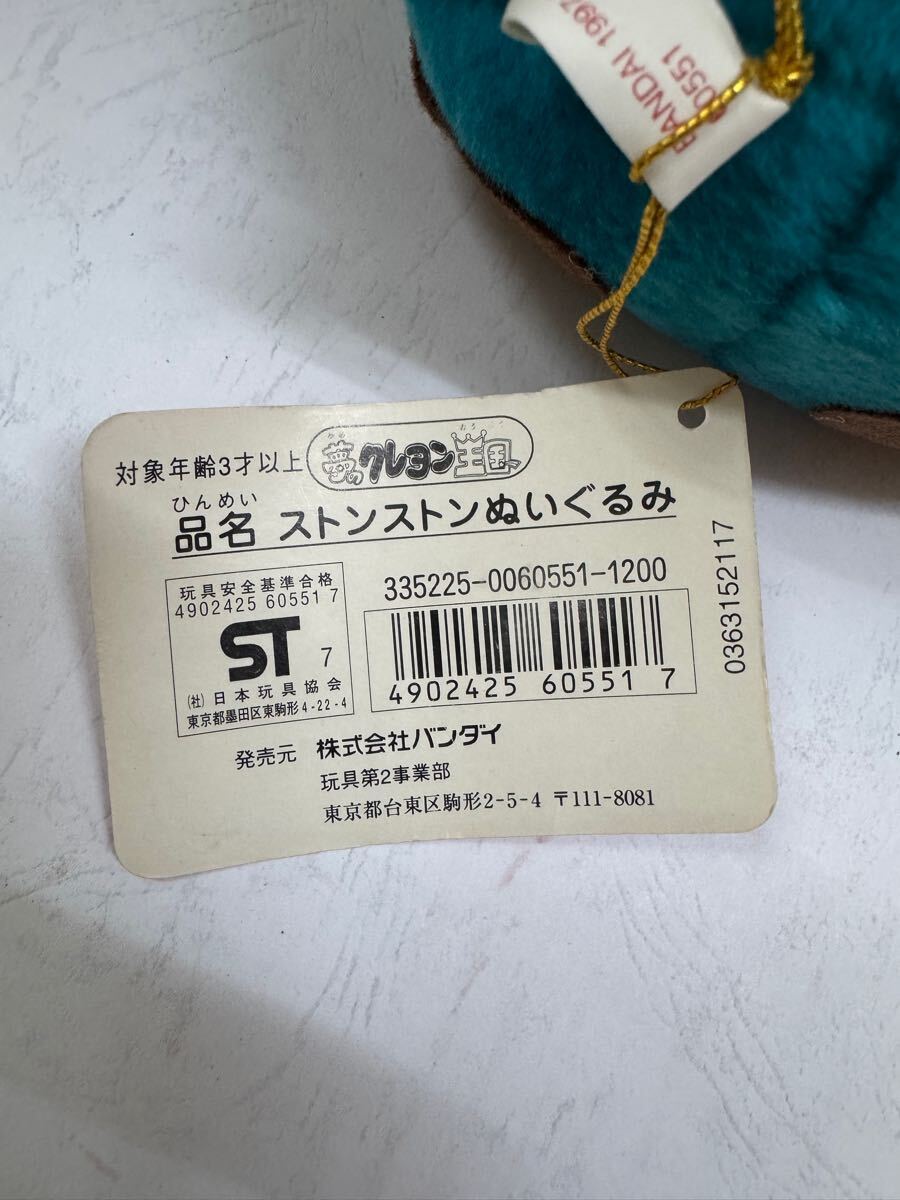 BANDAI 1997
対象年齢3才以上
ゆめ
夢のクレヨン王国
ひんめい
品名 ストンストンぬいぐるみ
玩具安全基準合格
4902425 60551 7
ST 7
(社)日本玩具協会
東京都墨田区東駒形4-22-4
335225-0060551-1200
4902425 60551 7
0363152117
発売元 株式会社バンダイ
玩具第2事業部
東京都台東区駒形2-5-4 〒111-8081